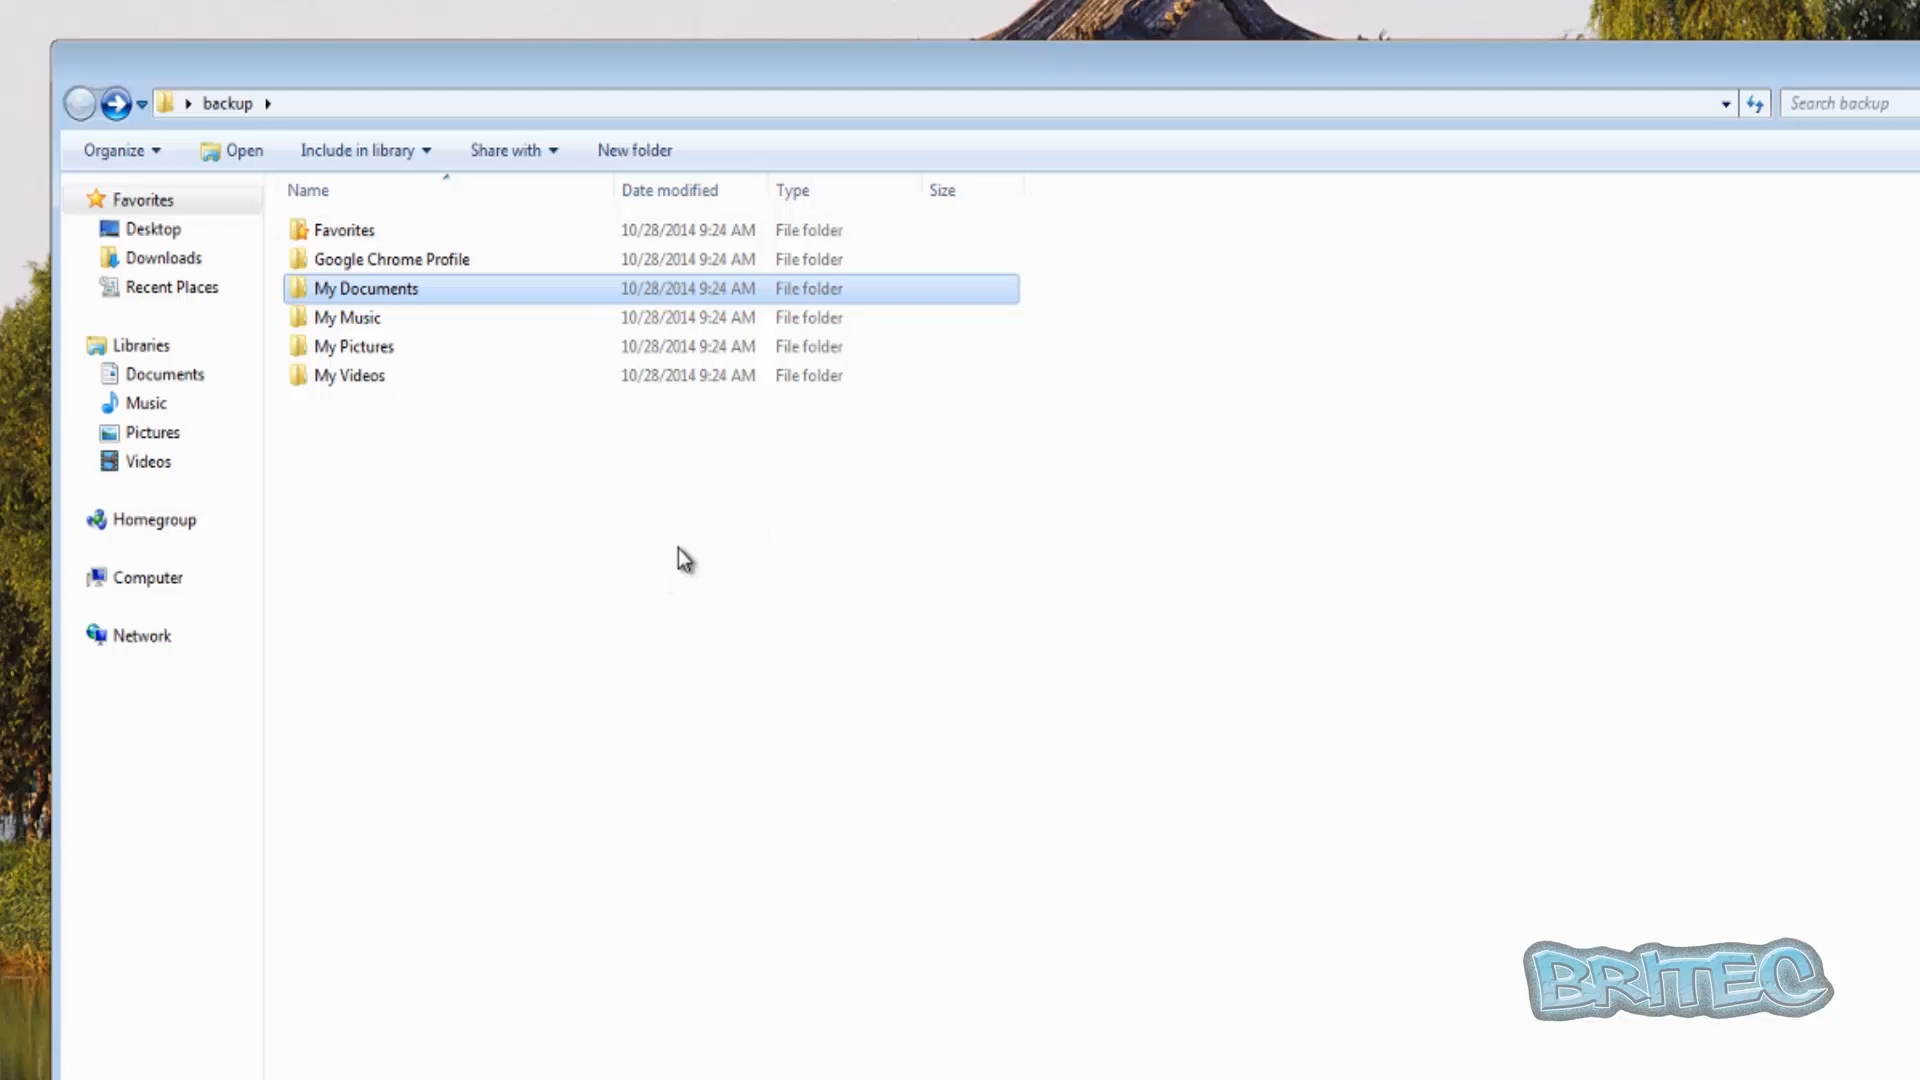 backup
Search backup
Organize Open Include in library Share with New folder
Name Date modified Type Size
Favorites
Desktop
Downloads
Recent Places
Libraries
Documents
Music
Pictures
Videos
Homegroup
Computer
Network
Favorites 10/28/2014 9:24 AM File folder
Google Chrome Profile 10/28/2014 9:24 AM File folder
My Documents 10/28/2014 9:24 AM File folder
My Music 10/28/2014 9:24 AM File folder
My Pictures 10/28/2014 9:24 AM File folder
My Videos 10/28/2014 9:24 AM File folder
BRITEC